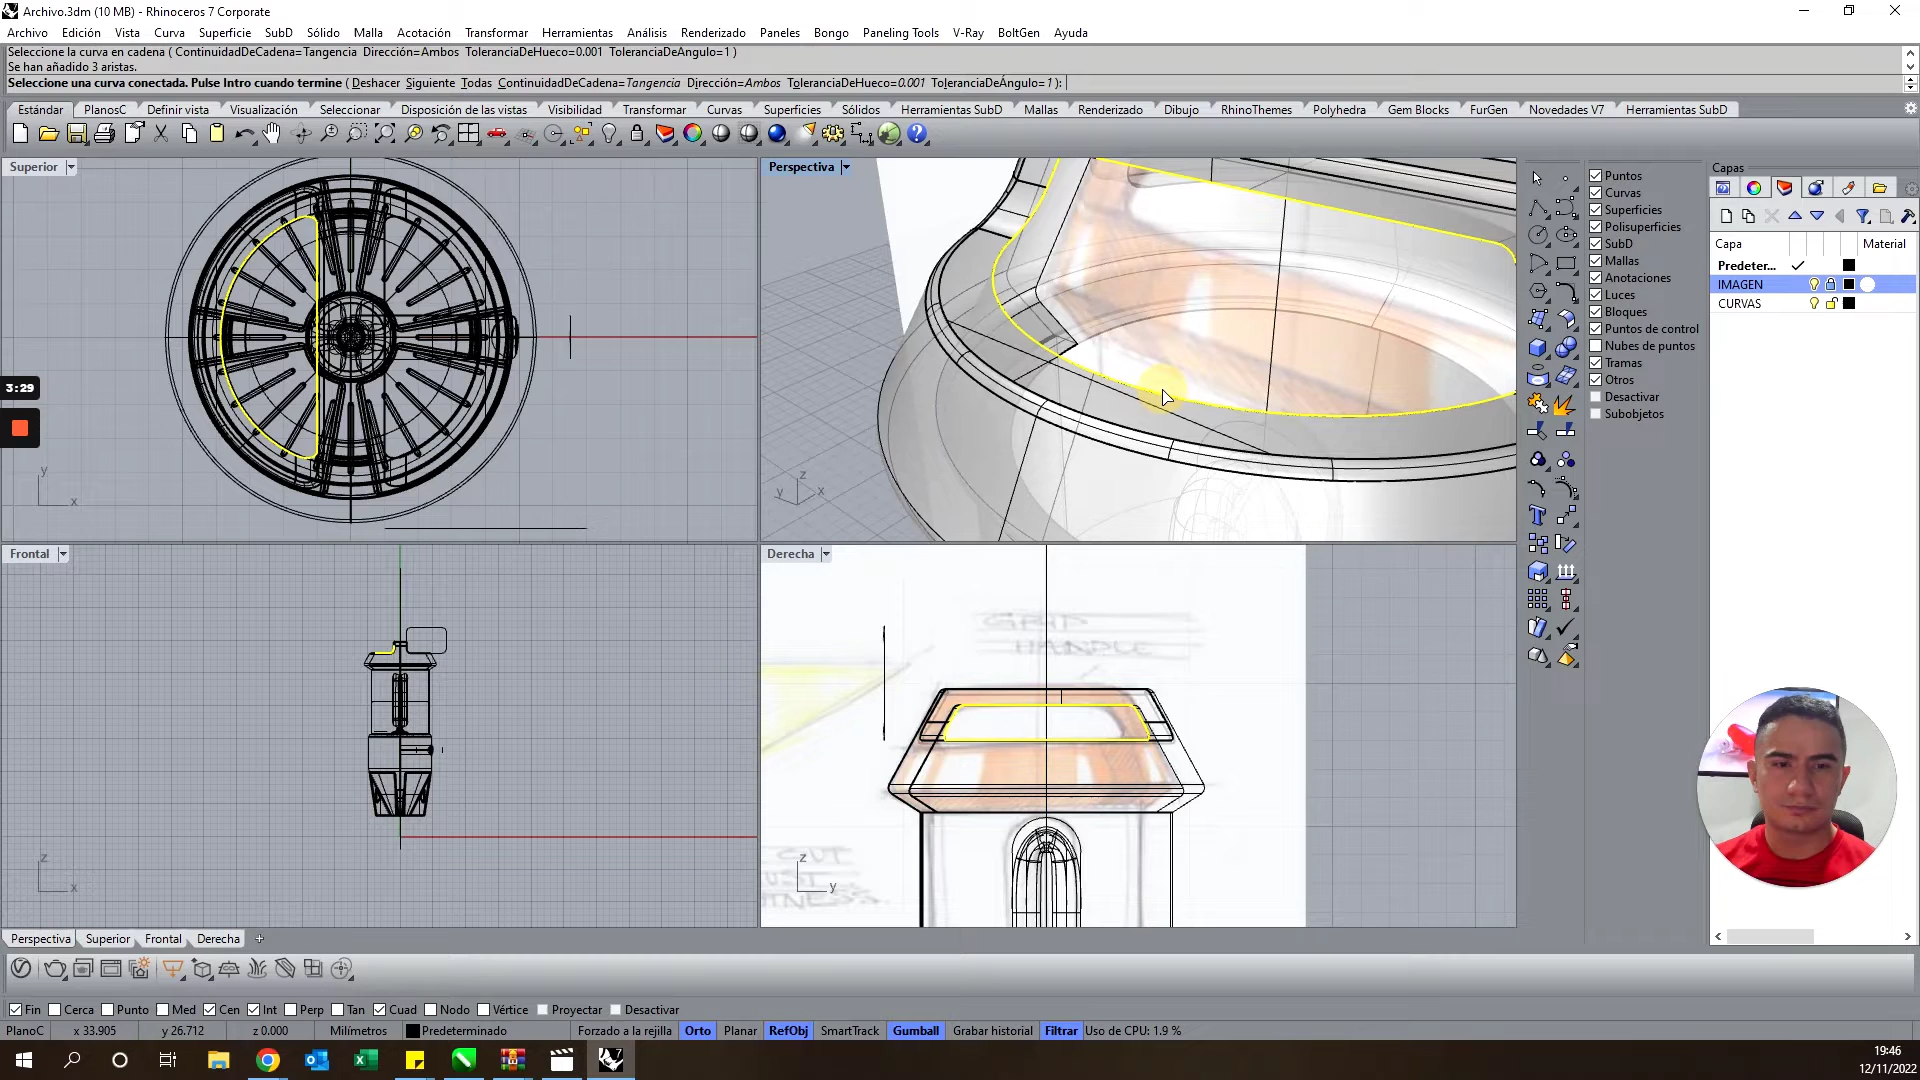 Archivo.3dm (10 MB) - Rhinoceros 7 Corporate
Archivo Edición Vista Curva Superficie SubD Sólido Malla Acotación Transformar Herramientas Análisis Renderizado Paneles Bongo Paneling Tools V-Ray BoltGen Ayuda
Seleccione la curva en cadena ( ContinuidadDeCadena=Tangencia Dirección=Ambos ToleranciaDeHueco=0.001 ToleranciaDeAngulo=1 )
Se han añadido 3 aristas.
Seleccione una curva conectada. Pulse Intro cuando termine ( Deshacer Siguiente Todas ContinuidadDeCadena=Tangencia Dirección=Ambos ToleranciaDeHueco=0.001 ToleranciaDeÁngulo=1 ):
Estándar PlanosC Definir vista Visualización Seleccionar Disposición de las vistas Visibilidad Transformar Curvas Superficies Sólidos Herramientas SubD Mallas Renderizado Dibujo RhinoThemes Polyhedra Gem Blocks FurGen Novedades V7 Herramientas SubD
Superior
Perspectiva
Capas
Puntos
Curvas
Superficies
Polisuperficies
SubD
Mallas
Anotaciones
Luces
Bloques
Puntos de control
Nubes de puntos
Tramas
Otros
Desactivar
Subobjetos
Capa Material
Predeter...
IMAGEN
CURVAS
3:29
y
x
z
y x
Frontal
Derecha
GRIP
HANDLE
z
x
z
y
CUT
Perspectiva Superior Frontal Derecha
Fin Cerca Punto Med Cen Int Perp Tan Cuad Nodo Vértice Proyectar Desactivar
PlanoC x 33.905 y 26.712 z 0.000 Milímetros Predeterminado Forzado a la rejilla Orto Planar RefObj SmartTrack Gumball Grabar historial Filtrar Uso de CPU: 1.9 %
19:46
12/11/2022